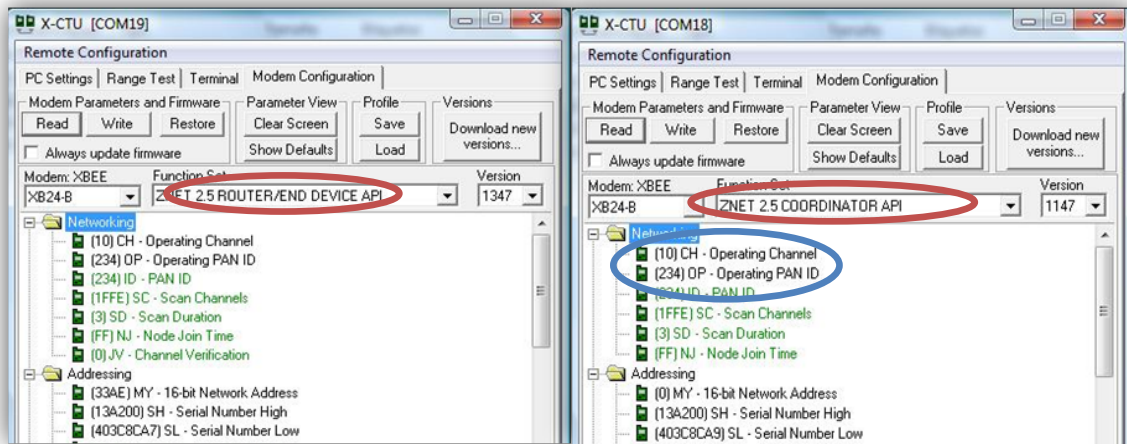 X-CTU [COM19]
Remote Configuration
PC Settings Range Test Terminal Modem Configuration
Modem Parameters and Firmware Parameter View Profile Versions
Read Write Restore Clear Screen Save Download new versions...
Always update firmware Show Defaults Load
Modem: XBEE Function Set Version
XB24-B ZNET 2.5 ROUTER/END DEVICE API 1347
Networking
(10) CH - Operating Channel
(234) OP - Operating PAN ID
(234) ID - PAN ID
(1FFE) SC - Scan Channels
(3) SD - Scan Duration
(FF) NJ - Node Join Time
(0) JV - Channel Verification
Addressing
(33AE) MY - 16-bit Network Address
(13A200) SH - Serial Number High
(403C8CA7) SL - Serial Number Low
X-CTU [COM18]
Remote Configuration
PC Settings Range Test Terminal Modem Configuration
Modem Parameters and Firmware Parameter View Profile Versions
Read Write Restore Clear Screen Save Download new versions...
Always update firmware Show Defaults Load
Modem: XBEE Function Set Version
XB24-B ZNET 2.5 COORDINATOR API 1147
Networking
(10) CH - Operating Channel
(234) OP - Operating PAN ID
(234) ID - PAN ID
(1FFE) SC - Scan Channels
(3) SD - Scan Duration
(FF) NJ - Node Join Time
Addressing
(0) MY - 16-bit Network Address
(13A200) SH - Serial Number High
(403C8CA9) SL - Serial Number Low